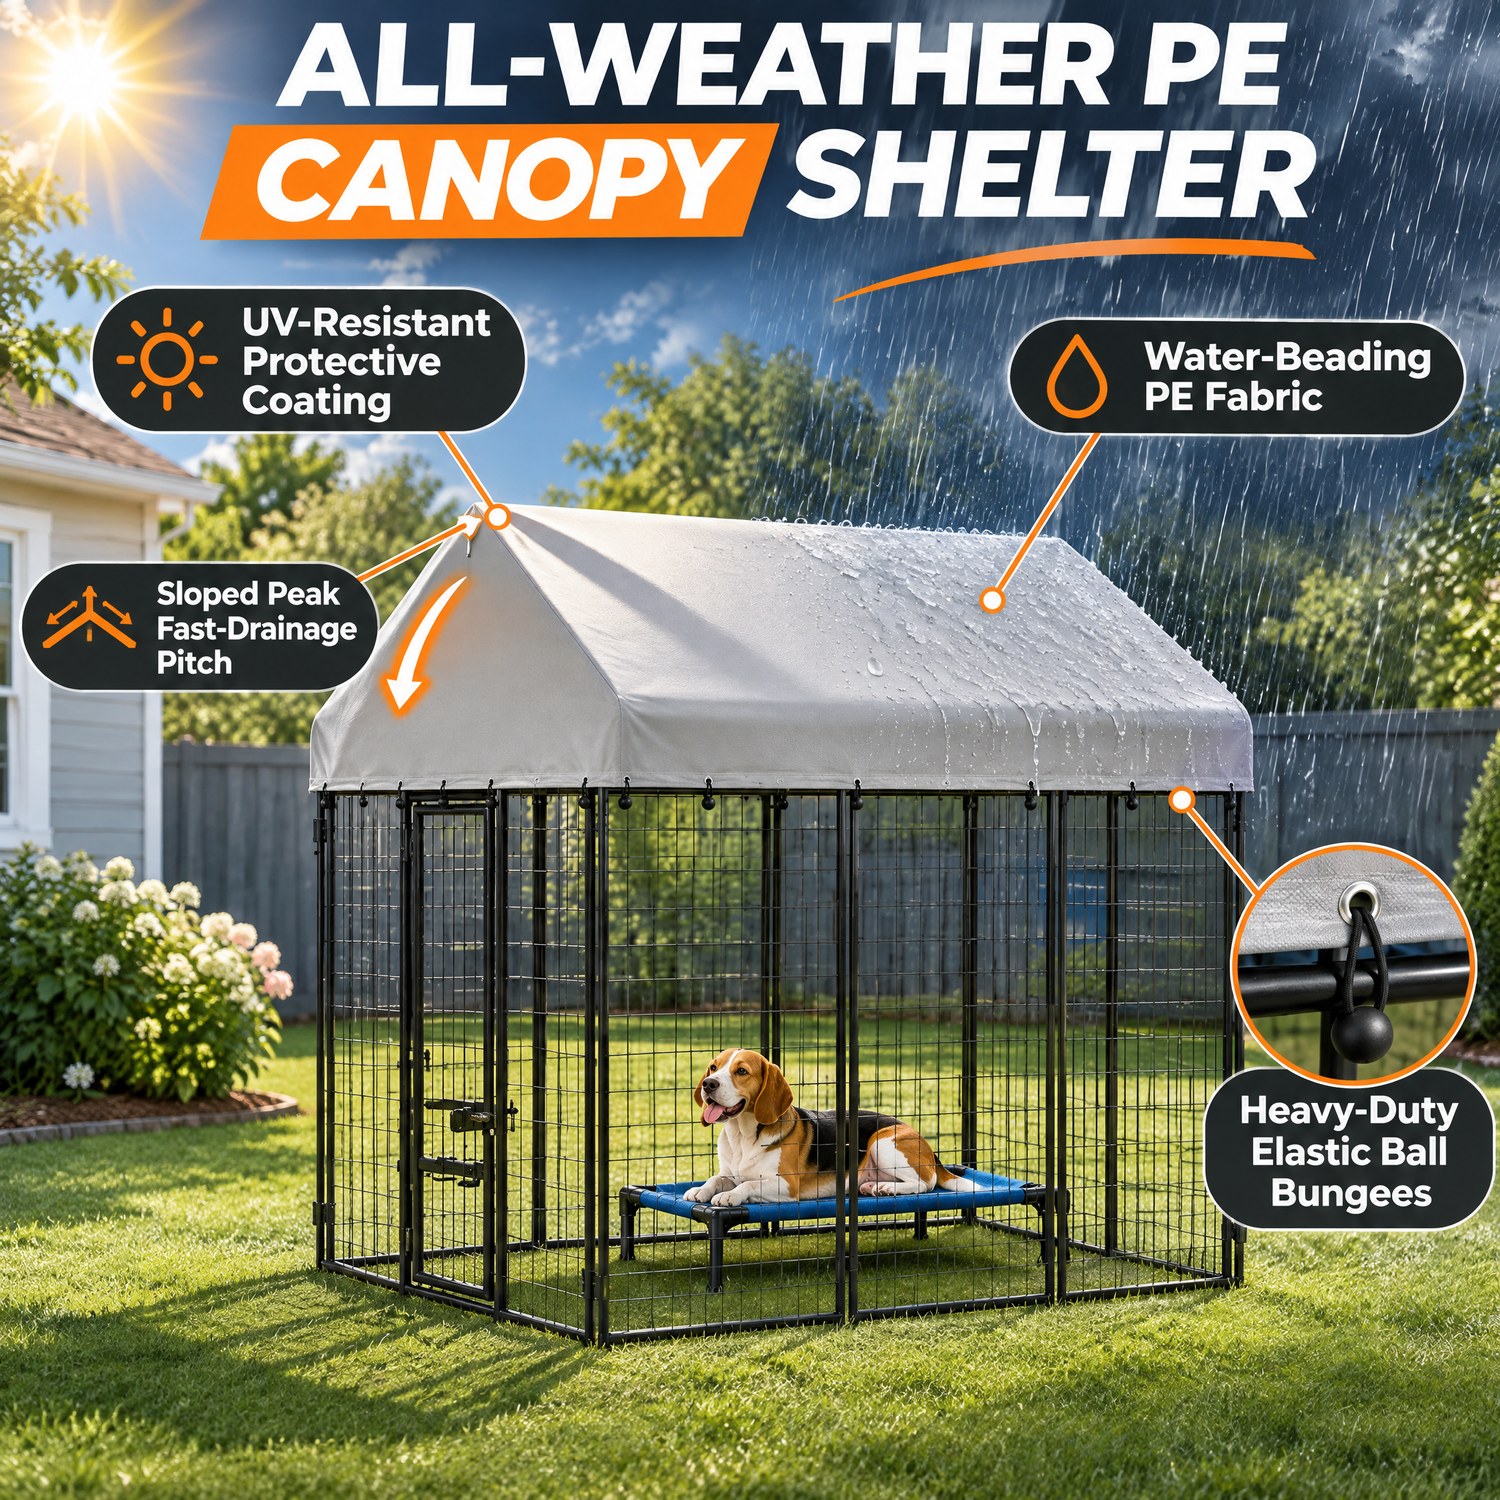 ALL-WEATHER PE
CANOPY SHELTER
UV-Resistant
Protective
Coating
Water-Beading
PE Fabric
Sloped Peak
Fast-Drainage
Pitch
Heavy-Duty
Elastic Ball
Bungees